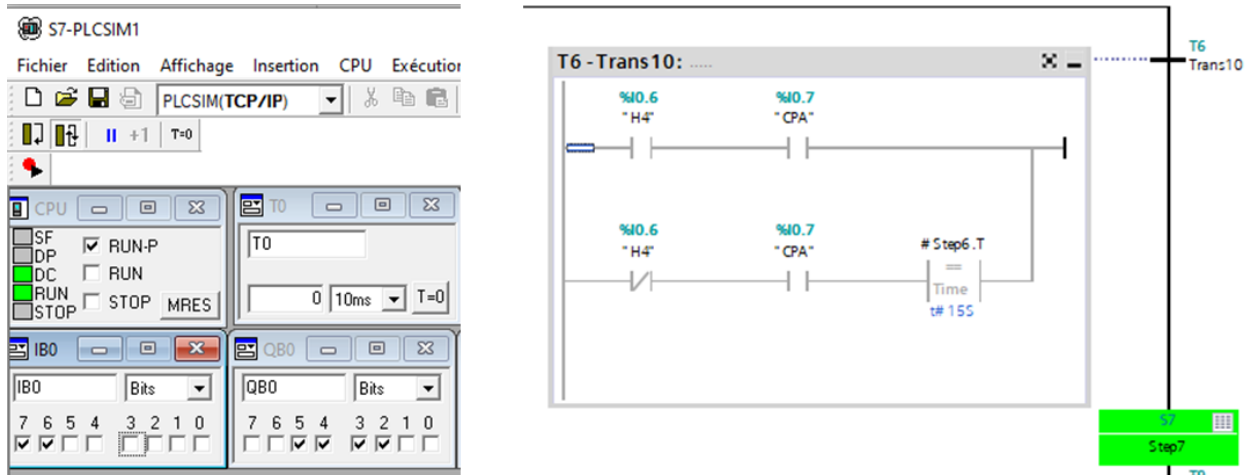 S7-PLCSIM1
Fichier Edition Affichage Insertion CPU Exécution
PLCSIM(TCP/IP)
+1 T=0
CPU
SF
DP
DC
RUN
STOP
RUN-P
RUN
STOP MRES
T0
T0
0 10ms T=0
IB0
IB0 Bits
7 6 5 4 3 2 1 0
QB0
QB0 Bits
7 6 5 4 3 2 1 0
T6 - Trans10: .....
%I0.6 %I0.7
"H4" "CPA"
%I0.6 %I0.7
"H4" "CPA"
# Step6 .T
==
Time
t# 15S
T6
Trans10
S7
Step7